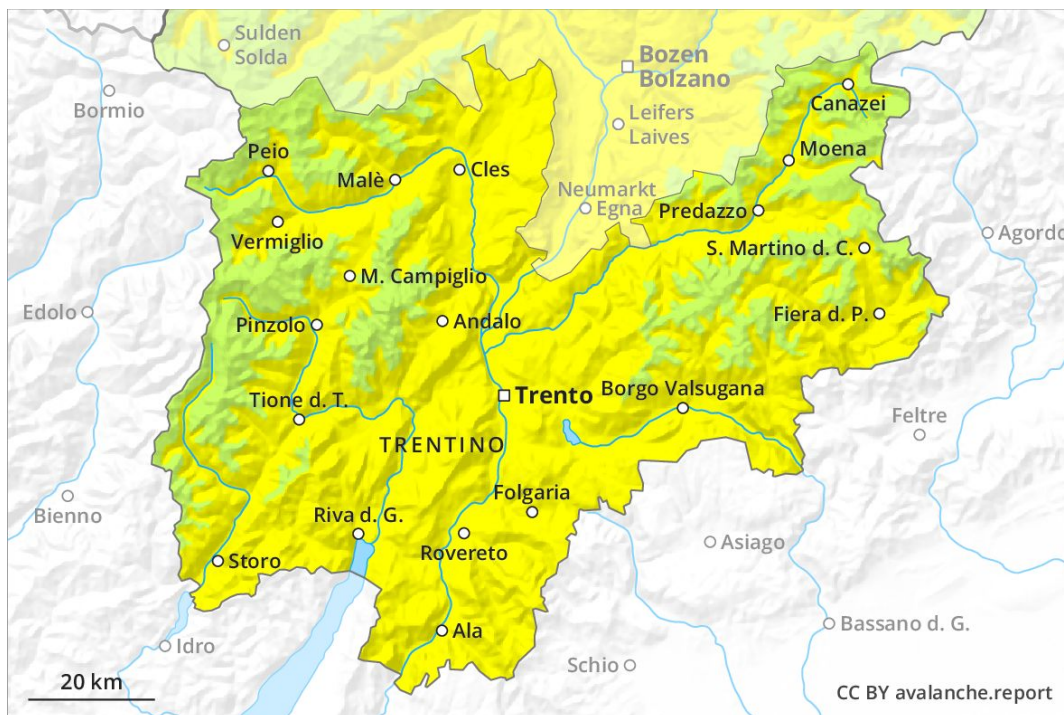 Sulden
Solda
Bozen
Bolzano
Bormio
Canazei
Leifers
Laives
Moena
Peio
Malè
Cles
Neumarkt
Egna
Predazzo
Vermiglio
S. Martino d. C.
Agordo
M. Campiglio
Edolo
Pinzolo
Andalo
Fiera d. P.
Trento
Borgo Valsugana
Tione d. T.
Feltre
TRENTINO
Bienno
Folgaria
Riva d. G.
Rovereto
Asiago
Storo
Ala
Bassano d. G.
Idro
Schio
20 km
CC BY avalanche.report